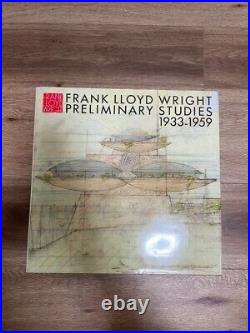 FRANK LLOYD WRIGHT
PRELIMINARY STUDIES
1933-1959